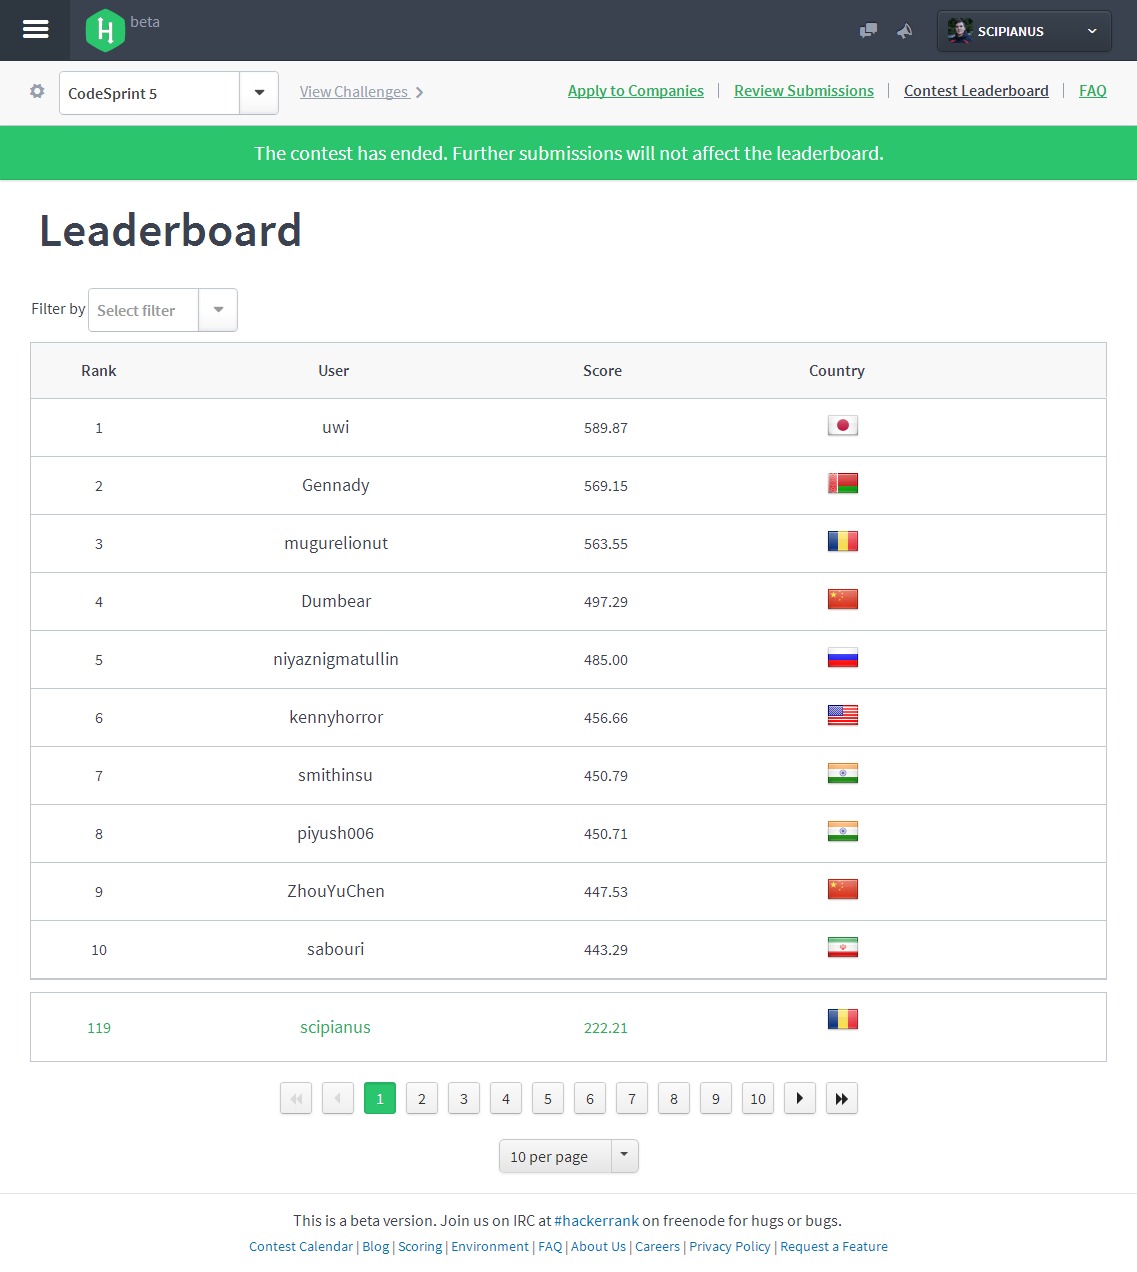 H beta
SCIPIANUS
CodeSprint 5
View Challenges
Apply to Companies | Review Submissions | Contest Leaderboard | FAQ
The contest has ended. Further submissions will not affect the leaderboard.
Leaderboard
Filter by Select filter
Rank User Score Country
1 uwi 589.87
2 Gennady 569.15
3 mugurelionut 563.55
4 Dumbear 497.29
5 niyaznigmatullin 485.00
6 kennyhorror 456.66
7 smithinsu 450.79
8 piyush006 450.71
9 ZhouYuChen 447.53
10 sabouri 443.29
119 scipianus 222.21
1 2 3 4 5 6 7 8 9 10
10 per page
This is a beta version. Join us on IRC at #hackerrank on freenode for hugs or bugs.
Contest Calendar | Blog | Scoring | Environment | FAQ | About Us | Careers | Privacy Policy | Request a Feature